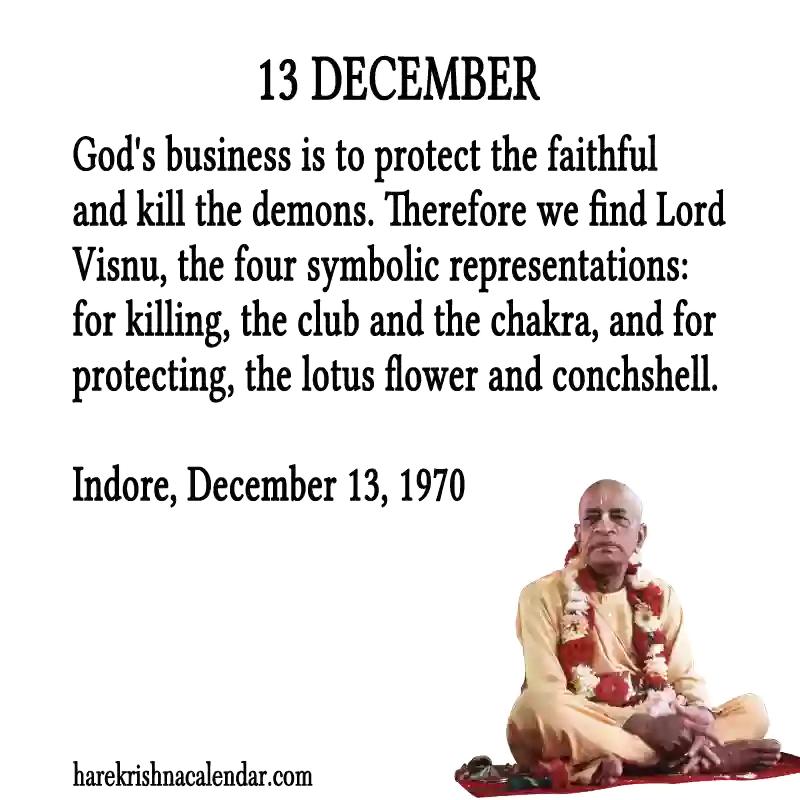 13 DECEMBER
God's business is to protect the faithful
and kill the demons. Therefore we find Lord
Visnu, the four symbolic representations:
for killing, the club and the chakra, and for
protecting, the lotus flower and conchshell.
Indore, December 13, 1970
harekrishnacalendar.com